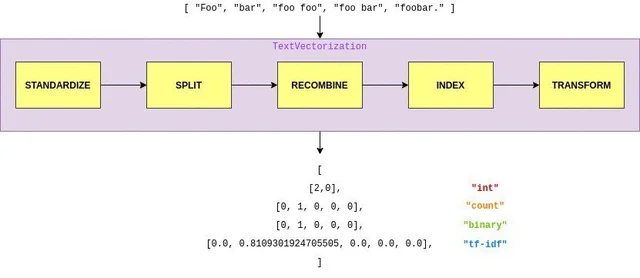 [ "Foo", "bar", "foo foo", "foo bar", "foobar." ]
TextVectorization
STANDARDIZE SPLIT RECOMBINE INDEX TRANSFORM
[
[2,0], "int"
[0, 1, 0, 0, 0], "count"
[0, 1, 0, 0, 0], "binary"
[0.0, 0.8109301924705505, 0.0, 0.0, 0.0], "tf-idf"
]